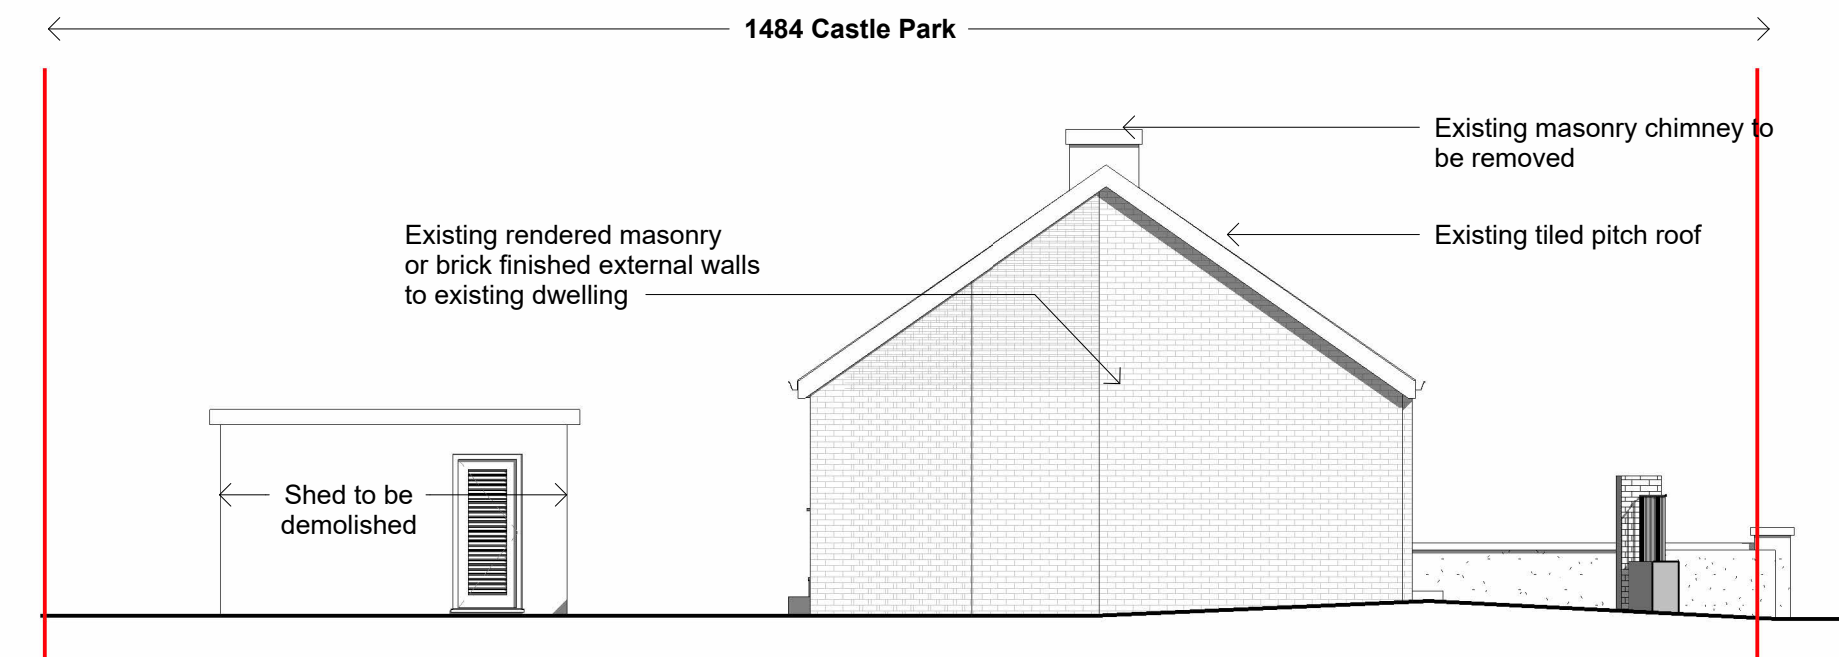 1484 Castle Park
Existing masonry chimney to
be removed
Existing rendered masonry
or brick finished external walls
to existing dwelling
Existing tiled pitch roof
Shed to be
demolished